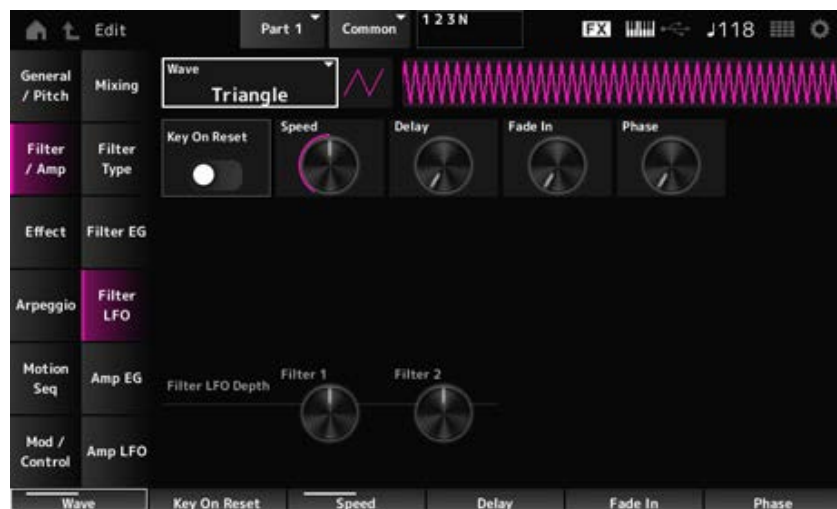 Edit
Part 1
Common
1 2 3 N
FX
♩118
General / Pitch
Mixing
Wave
Triangle
Filter / Amp
Filter Type
Key On Reset
Speed
Delay
Fade In
Phase
Effect
Filter EG
Arpeggio
Filter LFO
Motion Seq
Amp EG
Filter LFO Depth
Filter 1
Filter 2
Mod / Control
Amp LFO
Wave
Key On Reset
Speed
Delay
Fade In
Phase